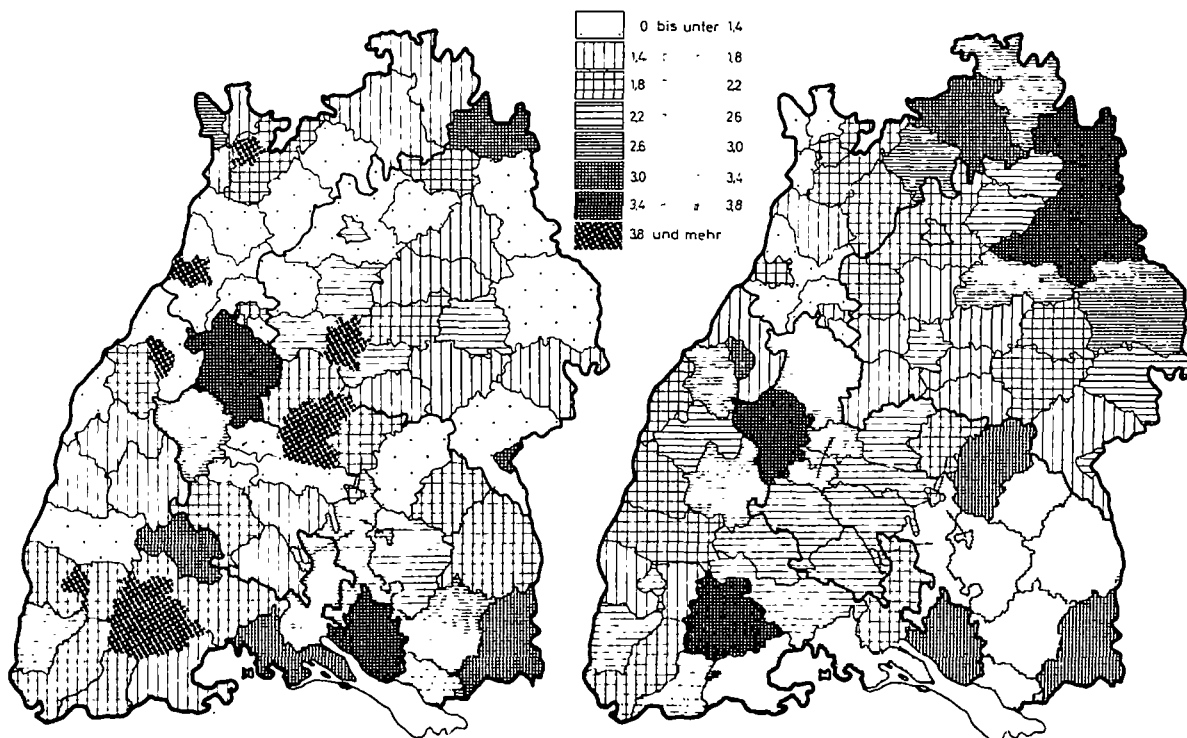 0 bis unter 1,4
1,4 " " 1,8
1,8 " 2,2
2,2 " 2,6
2,6 " 3,0
3,0 " 3,4
3,4 " " 3,8
3,8 und mehr